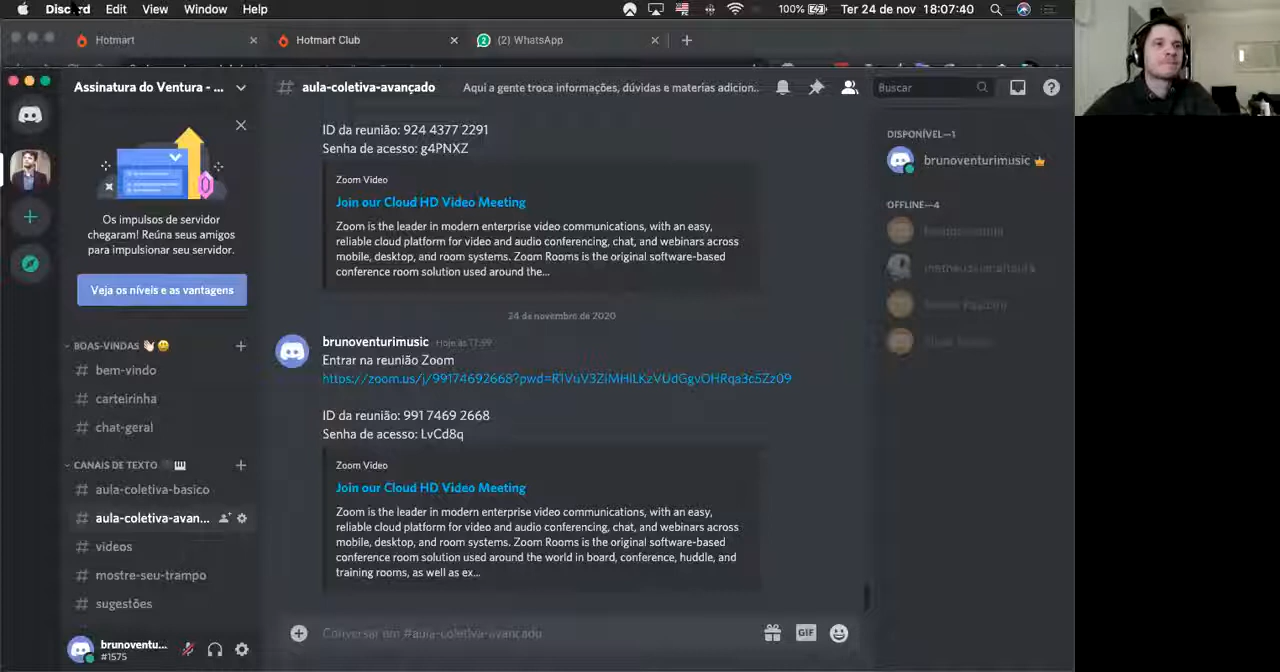 Discord Edit View Window Help 100% Ter 24 de nov 18:07:40
Hotmart
Hotmart Club
(2) WhatsApp
Assinatura do Ventura - ...
aula-coletiva-avançado
Aqui a gente troca informações, dúvidas e materias adicion..
Buscar
Os impulsos de servidor
chegaram! Reúna seus amigos
para impulsionar seu servidor.
Veja os níveis e as vantagens
BOAS-VINDAS
# bem-vindo
# carteirinha
# chat-geral
CANAIS DE TEXTO
# aula-coletiva-basico
# aula-coletiva-avan...
# videos
# mostre-seu-trampo
# sugestões
brunoventu...
#1575
ID da reunião: 924 4377 2291
Senha de acesso: g4PNXZ
Zoom Video
Join our Cloud HD Video Meeting
Zoom is the leader in modern enterprise video communications, with an easy,
reliable cloud platform for video and audio conferencing, chat, and webinars across
mobile, desktop, and room systems. Zoom Rooms is the original software-based
conference room solution used around the...
24 de novembro de 2020
brunoventurimusic Hoje às 17:59
Entrar na reunião Zoom
ID da reunião: 991 7469 2668
Senha de acesso: LvCd8q
Zoom Video
Join our Cloud HD Video Meeting
Zoom is the leader in modern enterprise video communications, with an easy,
reliable cloud platform for video and audio conferencing, chat, and webinars across
mobile, desktop, and room systems. Zoom Rooms is the original software-based
conference room solution used around the world in board, conference, huddle, and
training rooms, as well as ex...
Conversar em #aula-coletiva-avançado
GIF
DISPONÍVEL—1
brunoventurimusic
OFFLINE—4